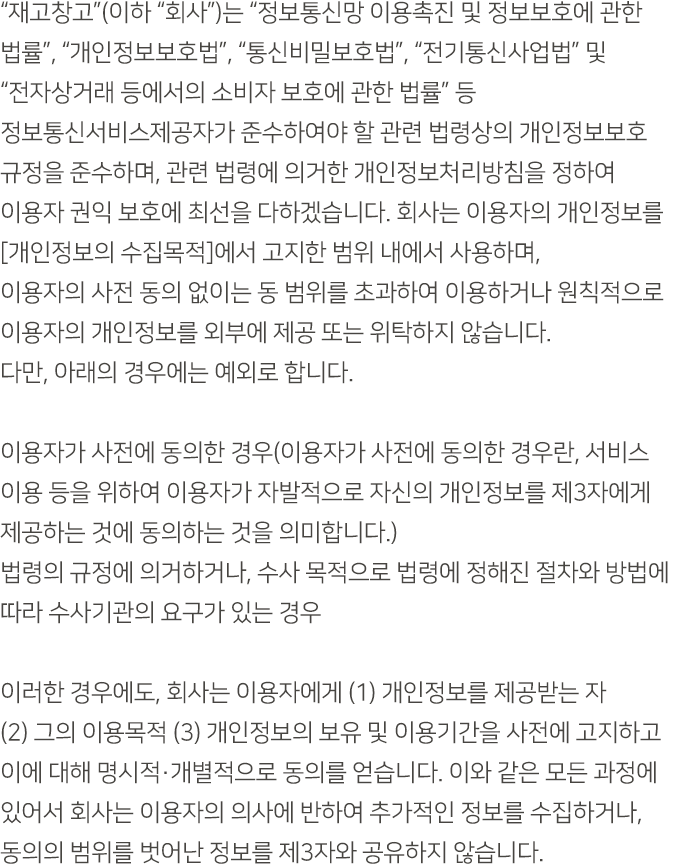 “재고창고”(이하 “회사”)는 “정보통신망 이용촉진 및 정보보호에 관한
법률”, “개인정보보호법”, “통신비밀보호법”, “전기통신사업법” 및
“전자상거래 등에서의 소비자 보호에 관한 법률” 등
정보통신서비스제공자가 준수하여야 할 관련 법령상의 개인정보보호
규정을 준수하며, 관련 법령에 의거한 개인정보처리방침을 정하여
이용자 권익 보호에 최선을 다하겠습니다. 회사는 이용자의 개인정보를
[개인정보의 수집목적]에서 고지한 범위 내에서 사용하며,
이용자의 사전 동의 없이는 동 범위를 초과하여 이용하거나 원칙적으로
이용자의 개인정보를 외부에 제공 또는 위탁하지 않습니다.
다만, 아래의 경우에는 예외로 합니다.
이용자가 사전에 동의한 경우(이용자가 사전에 동의한 경우란, 서비스
이용 등을 위하여 이용자가 자발적으로 자신의 개인정보를 제3자에게
제공하는 것에 동의하는 것을 의미합니다.)
법령의 규정에 의거하거나, 수사 목적으로 법령에 정해진 절차와 방법에
따라 수사기관의 요구가 있는 경우
이러한 경우에도, 회사는 이용자에게 (1) 개인정보를 제공받는 자
(2) 그의 이용목적 (3) 개인정보의 보유 및 이용기간을 사전에 고지하고
이에 대해 명시적·개별적으로 동의를 얻습니다. 이와 같은 모든 과정에
있어서 회사는 이용자의 의사에 반하여 추가적인 정보를 수집하거나,
동의의 범위를 벗어난 정보를 제3자와 공유하지 않습니다.